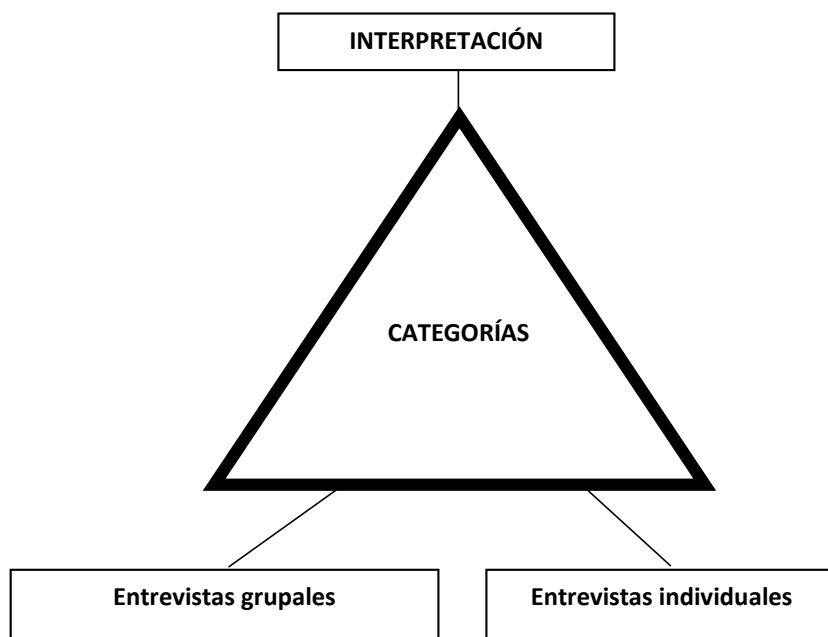 INTERPRETACIÓN
CATEGORÍAS
Entrevistas grupales
Entrevistas individuales